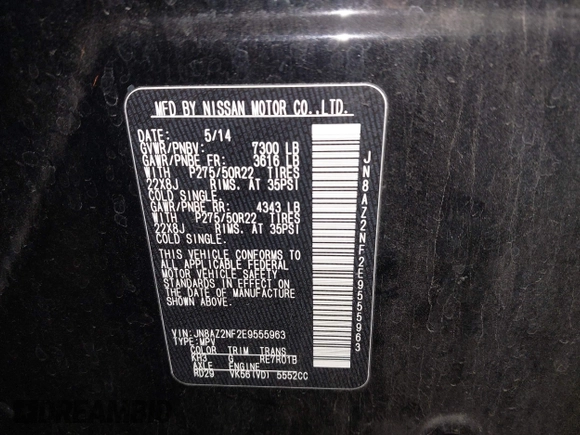 MFD BY NISSAN MOTOR CO.,LTD.
DATE: 5/14
GVWR/PNBV: 7300 LB
GAWR/PNBE FR: 3616 LB
WITH P275/50R22 TIRES
22X8J RIMS, AT 35PSI
COLD SINGLE.
GAWR/PNBE RR: 4343 LB
WITH P275/50R22 TIRES
22X8J RIMS, AT 35PSI
COLD SINGLE.
THIS VEHICLE CONFORMS TO
ALL APPLICABLE FEDERAL
MOTOR VEHICLE SAFETY
STANDARDS IN EFFECT ON
THE DATE OF MANUFACTURE
SHOWN ABOVE.
VIN:JN8AZ2NF2E9555963
TYPE:MPV
COLOR TRIM TRANS
KH3 G RE7R01B
AXLE ENGINE
RD29 VK56(VD) 5552CC
JN8AZ2NF2E9555963
DREAMBID